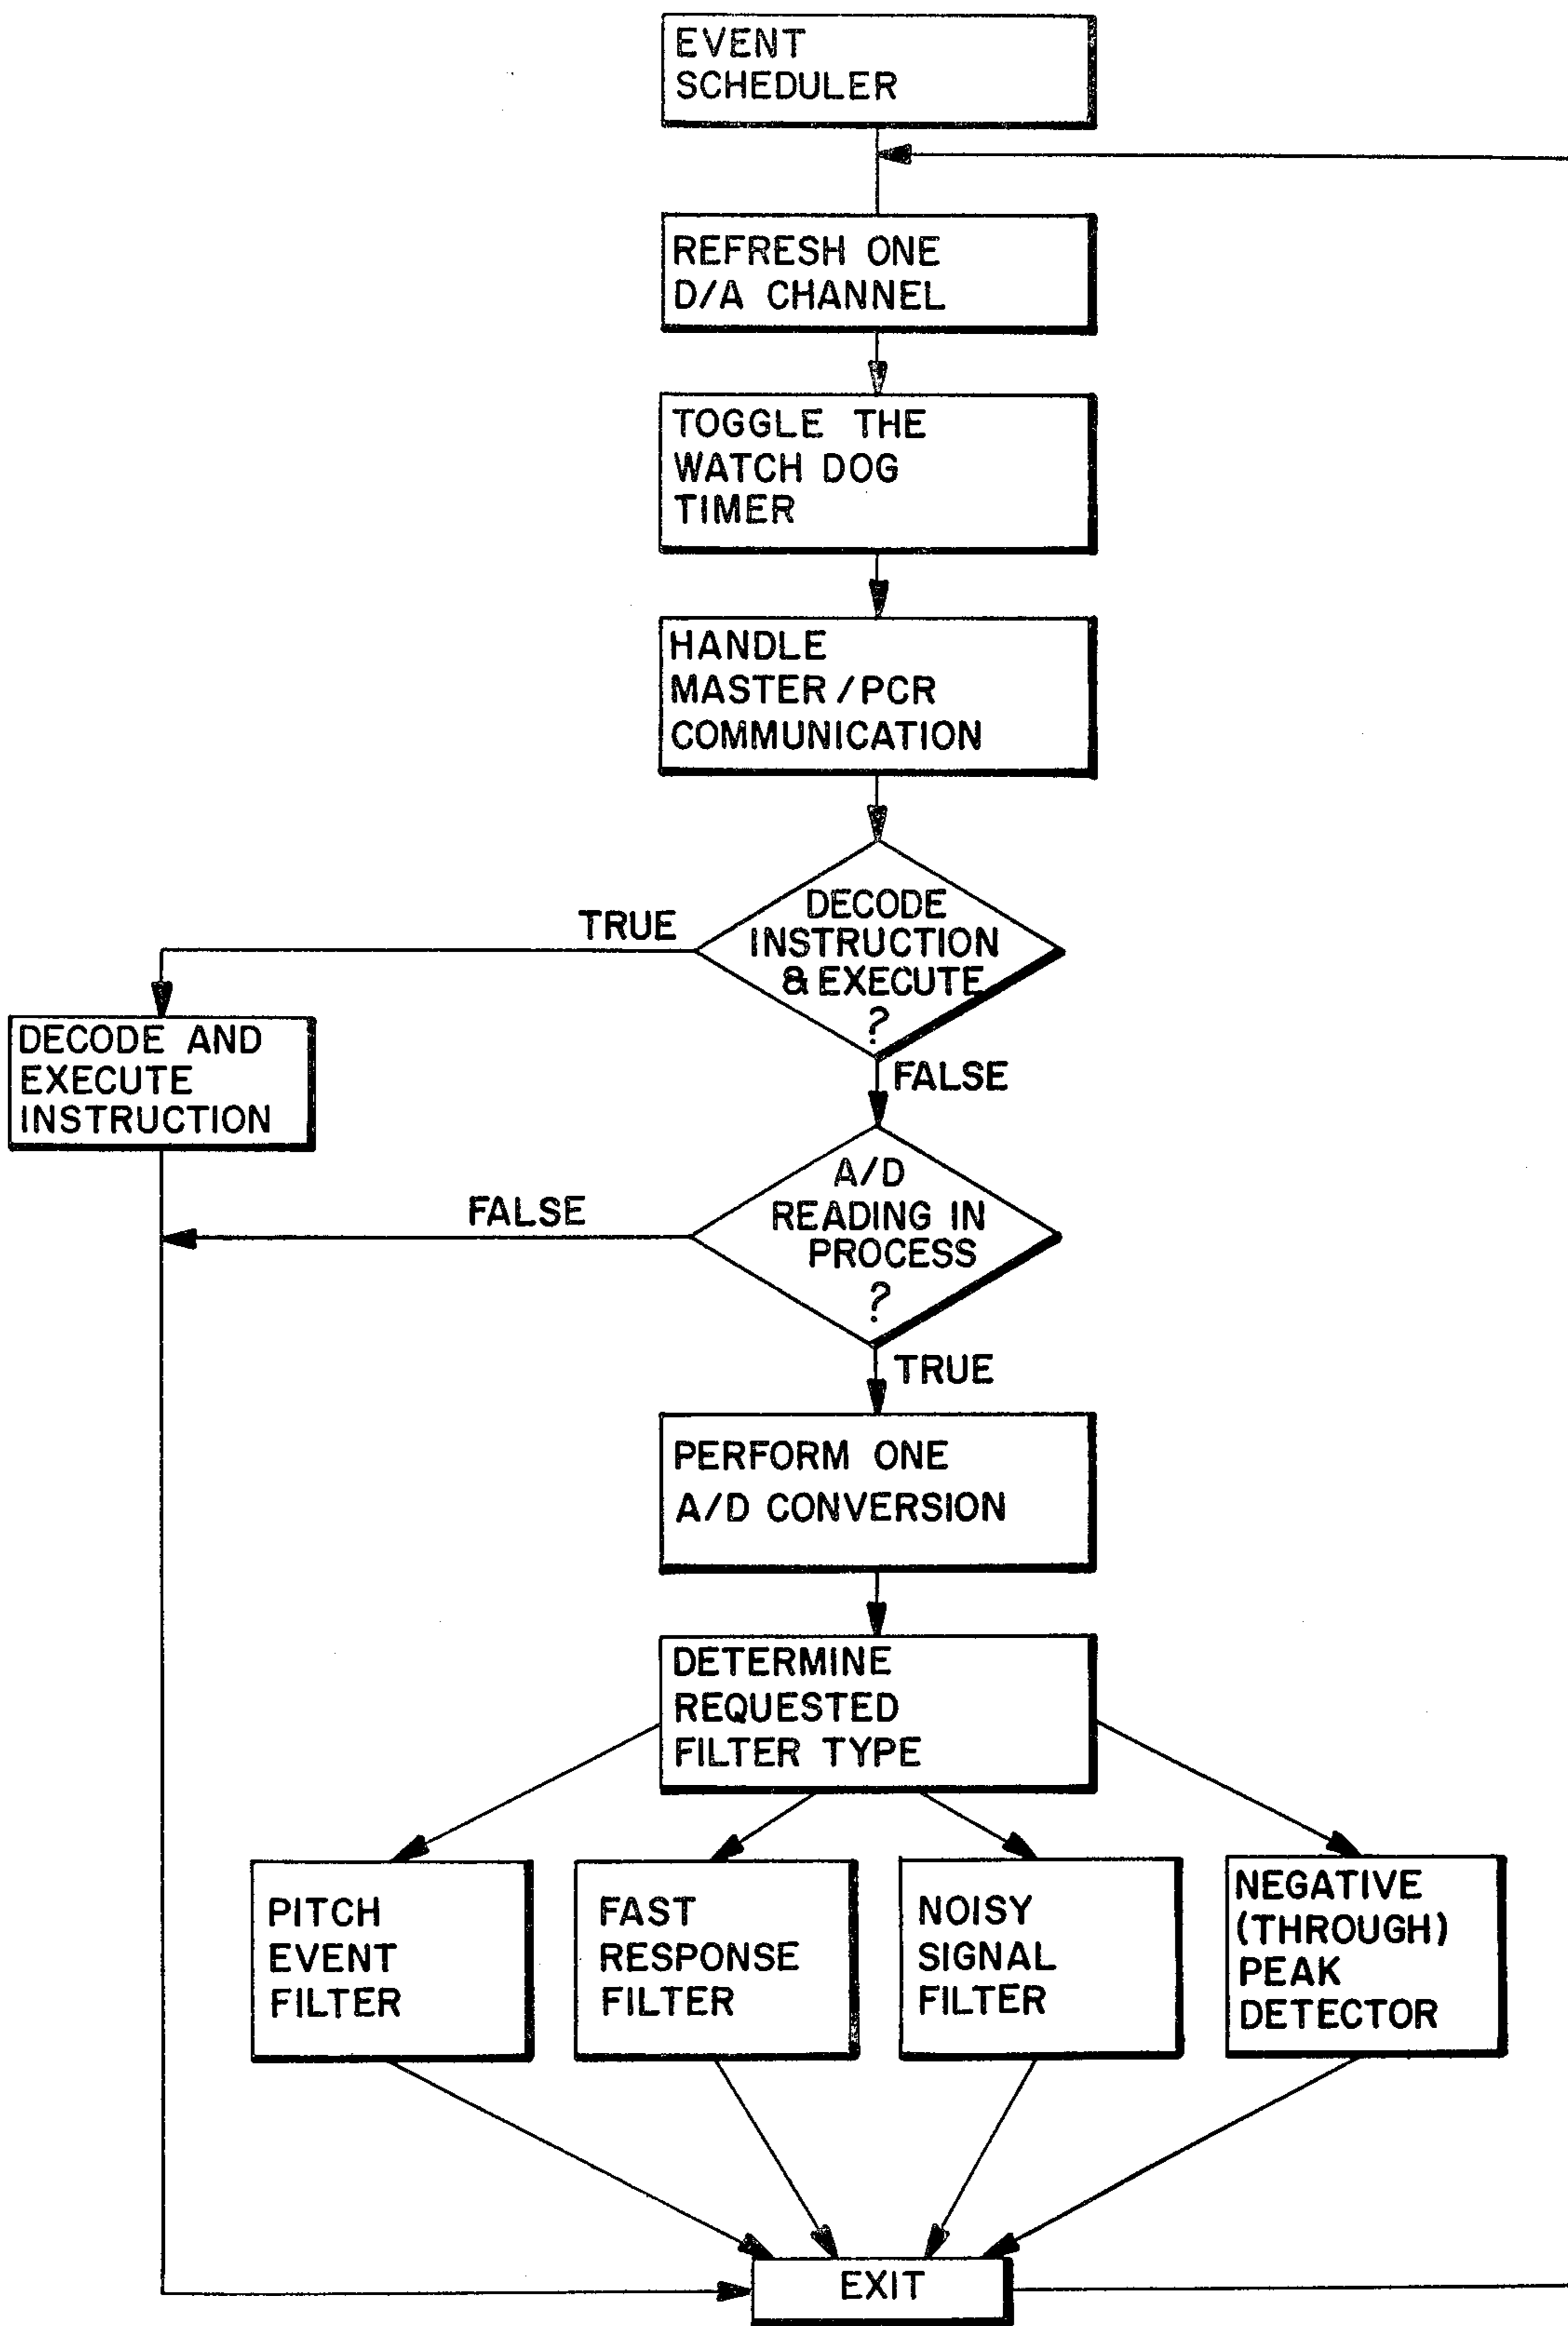 EVENT
SCHEDULER
REFRESH ONE
D/A CHANNEL
TOGGLE THE
WATCH DOG
TIMER
HANDLE
MASTER/PCR
COMMUNICATION
DECODE
INSTRUCTION
& EXECUTE
?
TRUE
DECODE AND
EXECUTE
INSTRUCTION
FALSE
A/D
READING IN
PROCESS
?
FALSE
TRUE
PERFORM ONE
A/D CONVERSION
DETERMINE
REQUESTED
FILTER TYPE
PITCH
EVENT
FILTER
FAST
RESPONSE
FILTER
NOISY
SIGNAL
FILTER
NEGATIVE
(THROUGH)
PEAK
DETECTOR
EXIT